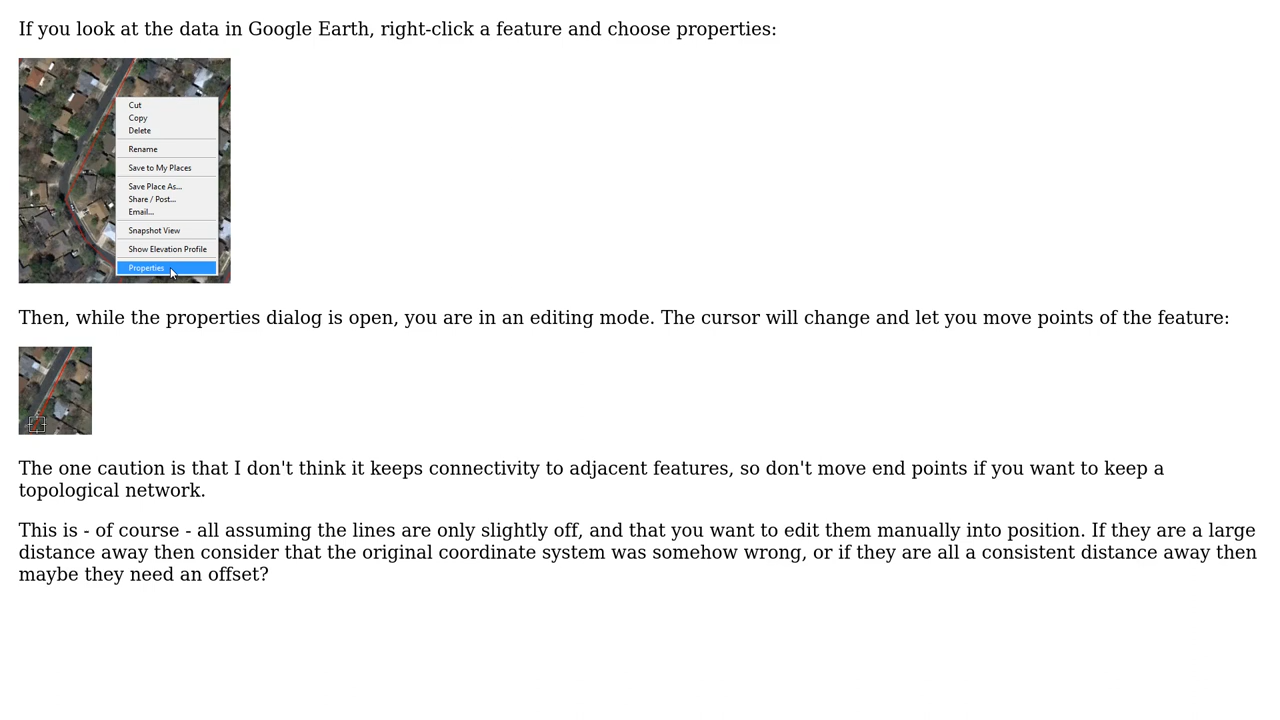 If you look at the data in Google Earth, right-click a feature and choose properties:
Cut
Copy
Delete
Rename
Save to My Places
Save Place As...
Share / Post...
Email...
Snapshot View
Show Elevation Profile
Properties
Then, while the properties dialog is open, you are in an editing mode. The cursor will change and let you move points of the feature:
The one caution is that I don't think it keeps connectivity to adjacent features, so don't move end points if you want to keep a
topological network.
This is - of course - all assuming the lines are only slightly off, and that you want to edit them manually into position. If they are a large
distance away then consider that the original coordinate system was somehow wrong, or if they are all a consistent distance away then
maybe they need an offset?